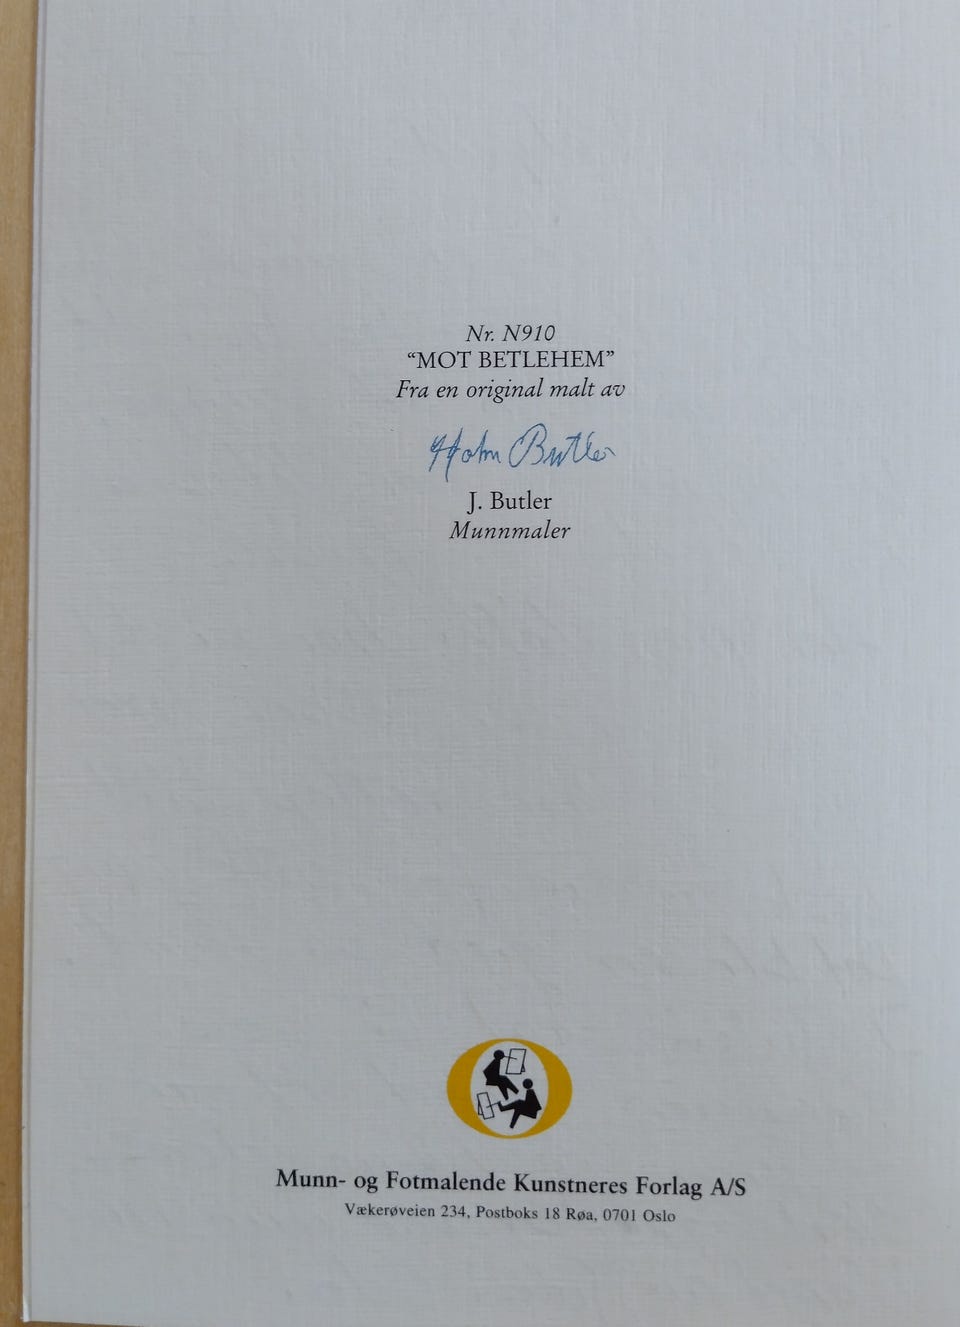 Nr. N910
“MOT BETLEHEM”
Fra en original malt av
John Butler
J. Butler
Munnmaler
Munn- og Fotmalende Kunstneres Forlag A/S
Vækerøveien 234, Postboks 18 Røa, 0701 Oslo